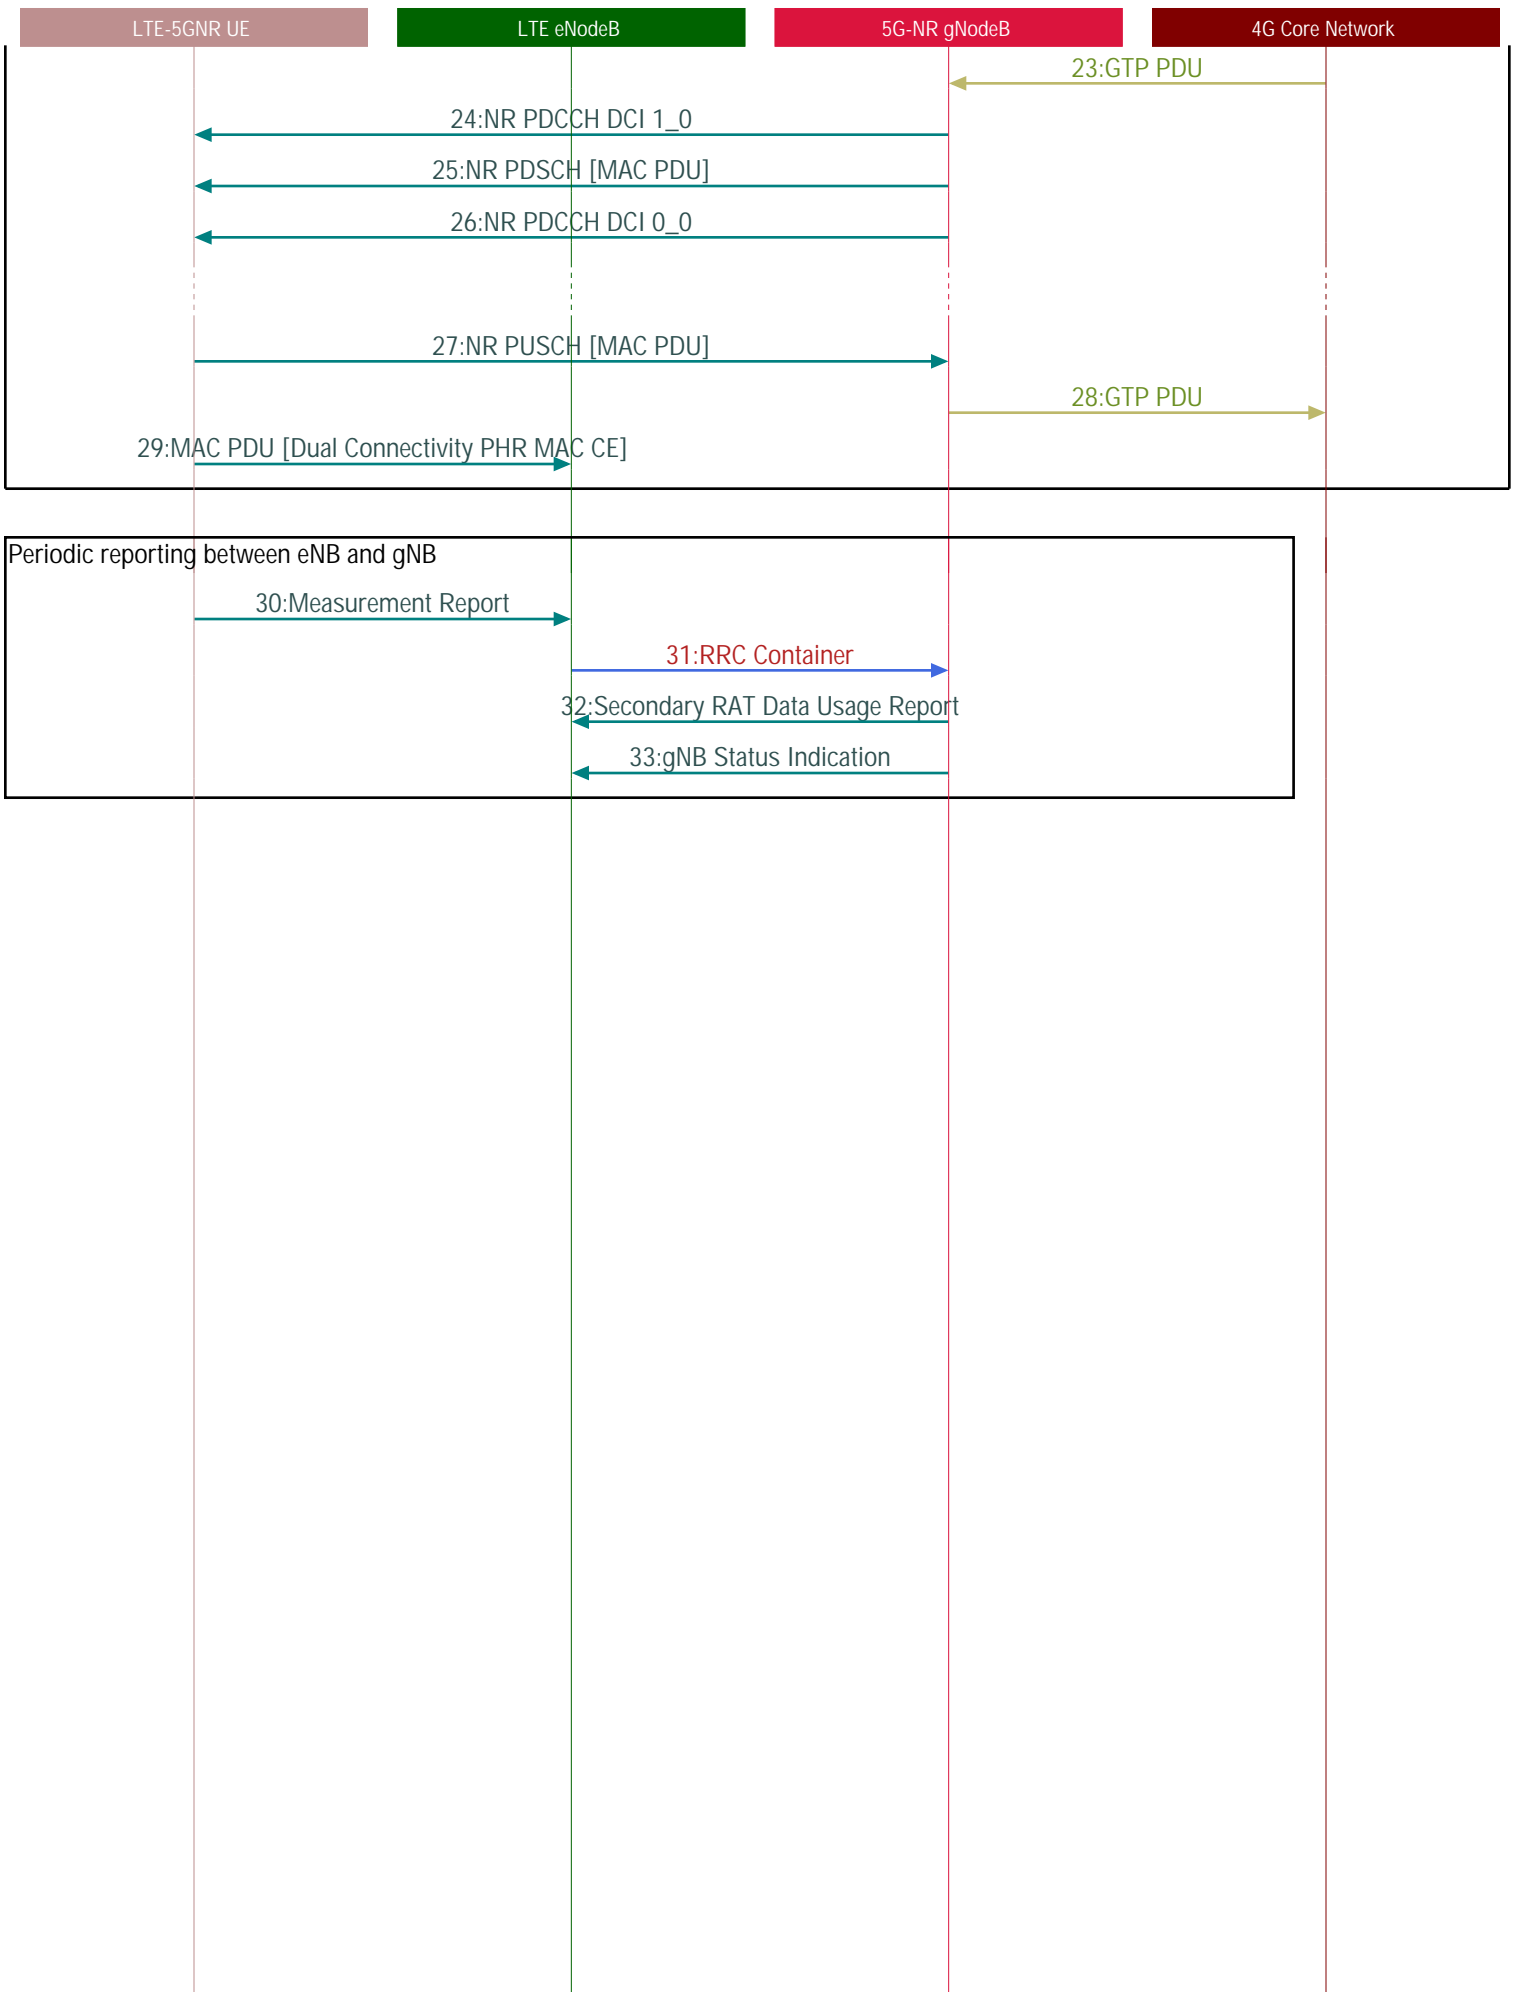 LTE-5GNR UE
LTE eNodeB
5G-NR gNodeB
4G Core Network
23:GTP PDU
24:NR PDCCH DCI 1_0
25:NR PDSCH [MAC PDU]
26:NR PDCCH DCI 0_0
27:NR PUSCH [MAC PDU]
28:GTP PDU
29:MAC PDU [Dual Connectivity PHR MAC CE]
Periodic reporting between eNB and gNB
30:Measurement Report
31:RRC Container
32:Secondary RAT Data Usage Report
33:gNB Status Indication